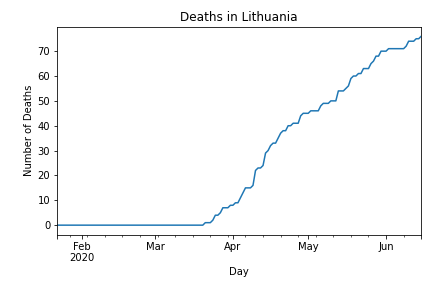 Deaths in Lithuania
Number of Deaths
70
60
50
40
30
20
10
0
Feb
2020
Mar
Apr
May
Jun
Day